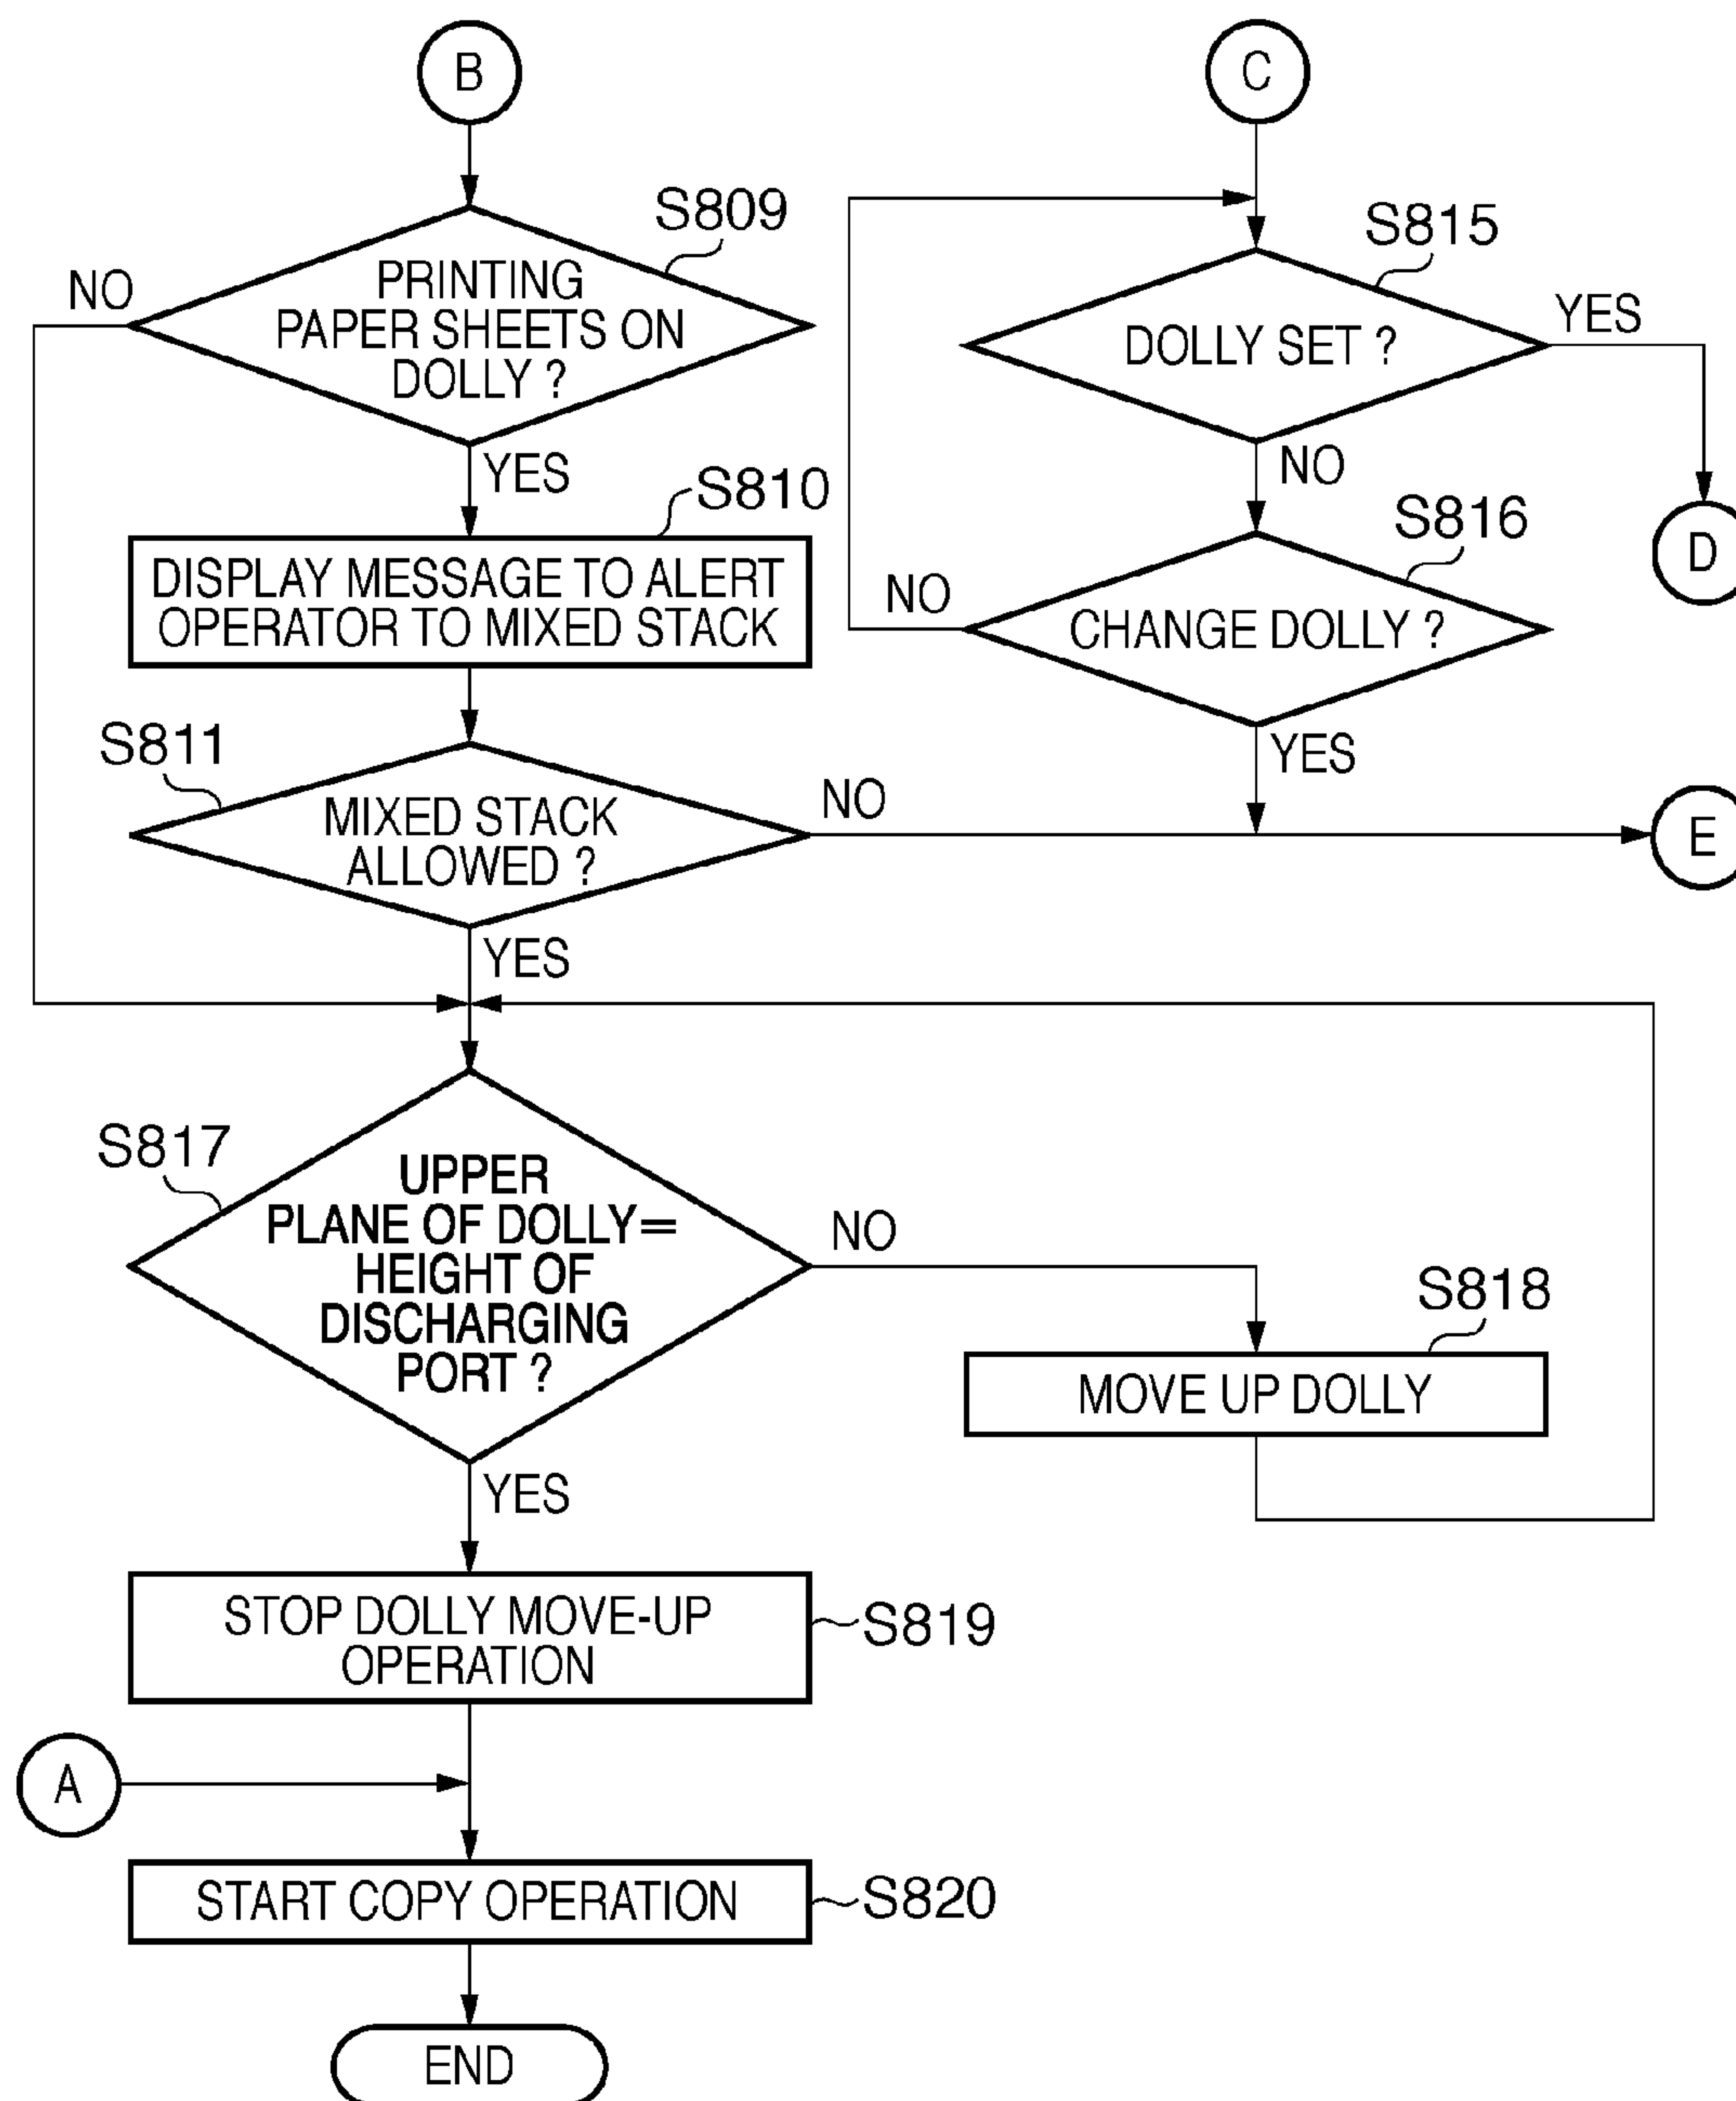 B
S809
NO
PRINTING
PAPER SHEETS ON
DOLLY ?
YES
S810
DISPLAY MESSAGE TO ALERT
OPERATOR TO MIXED STACK
S811
MIXED STACK
ALLOWED ?
NO
YES
C
S815
DOLLY SET ?
YES
D
NO
S816
CHANGE DOLLY ?
NO
YES
E
S817
UPPER
PLANE OF DOLLY=
HEIGHT OF
DISCHARGING
PORT ?
NO
S818
MOVE UP DOLLY
YES
STOP DOLLY MOVE-UP
OPERATION
S819
A
START COPY OPERATION
S820
END